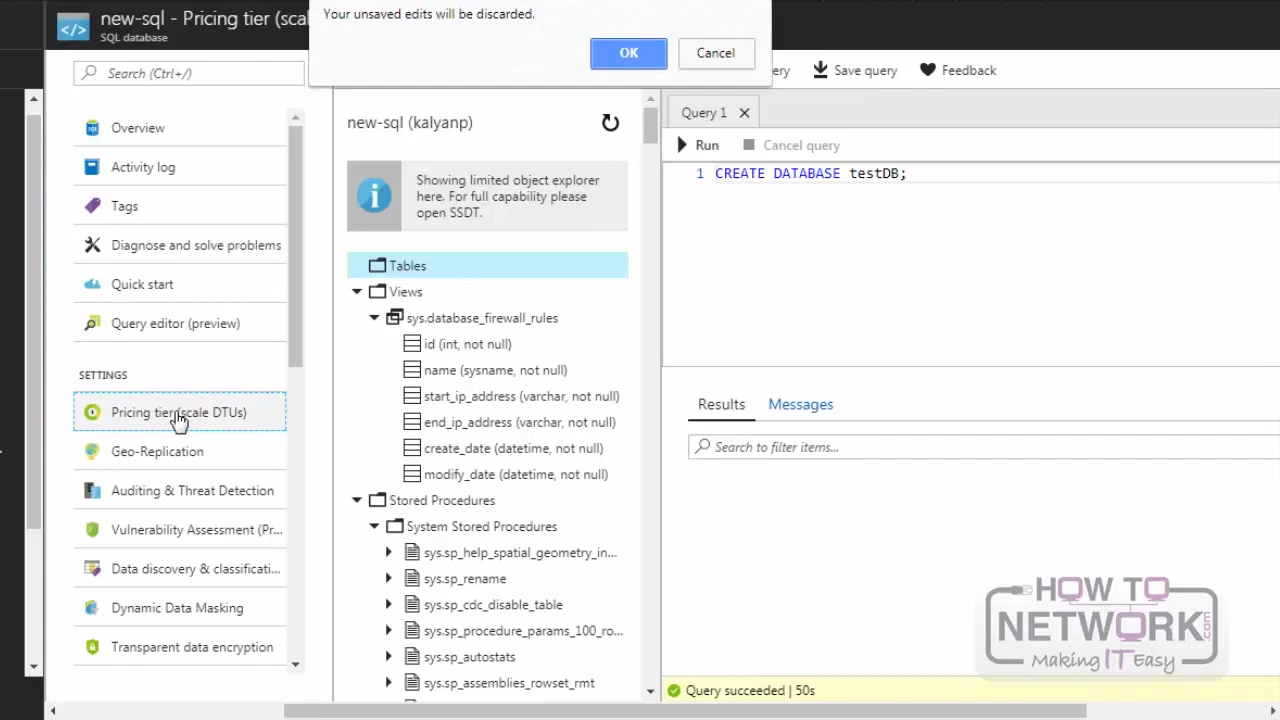 new-sql - Pricing tier (scal
SQL database
Your unsaved edits will be discarded.
OK
Cancel
Search (Ctrl+/)
Overview
Activity log
Tags
Diagnose and solve problems
Quick start
Query editor (preview)
SETTINGS
Pricing tier (scale DTUs)
Geo-Replication
Auditing & Threat Detection
Vulnerability Assessment (Pr...
Data discovery & classificati...
Dynamic Data Masking
Transparent data encryption
new-sql (kalyanp)
Showing limited object explorer
here. For full capability please
open SSDT.
Tables
Views
sys.database_firewall_rules
id (int, not null)
name (sysname, not null)
start_ip_address (varchar, not null)
end_ip_address (varchar, not null)
create_date (datetime, not null)
modify_date (datetime, not null)
Stored Procedures
System Stored Procedures
sys.sp_help_spatial_geometry_in...
sys.sp_rename
sys.sp_cdc_disable_table
sys.sp_procedure_params_100_ro...
sys.sp_autostats
sys.sp_assemblies_rowset_rmt
ery
Save query
Feedback
Query 1
Run
Cancel query
1 CREATE DATABASE testDB;
Results
Messages
Search to filter items...
HOW TO
NETWORK.com
Making IT Easy
Query succeeded | 50s